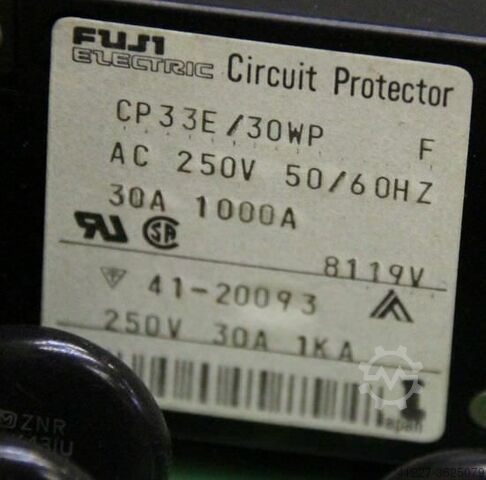 FUJI
ELECTRIC Circuit Protector
CP33E/30WP F
AC 250V 50/60HZ
30A 1000A
8119V
41-20093
250V 30A 1KA
Japan
ZNR